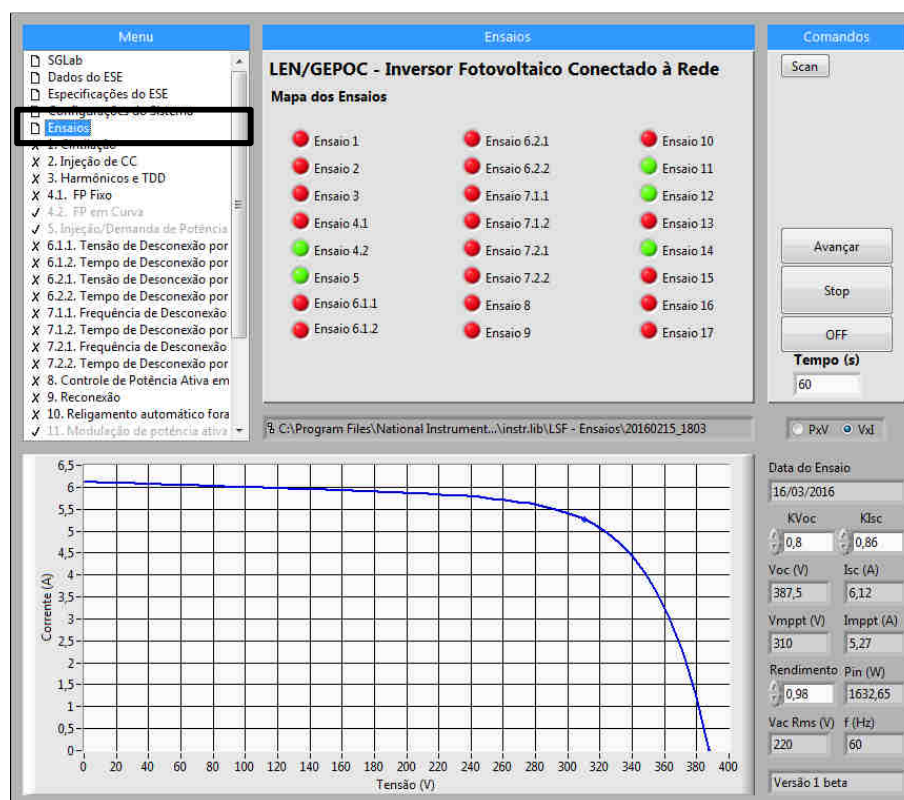 Menu
SGLab
Dados do ESE
Especificações do ESE
Configurações do Sistema
Ensaios
1. Cintilação
X 2. Injeção de CC
X 3. Harmônicos e TDD
X 4.1. FP Fixo
✓ 4.2. FP em Curva
✓ 5. Injeção/Demanda de Potência
X 6.1.1. Tensão de Desconexão por
X 6.1.2. Tempo de Desconexão por
X 6.2.1. Tensão de Desoncexão por
X 6.2.2. Tempo de Desconexão por
X 7.1.1. Frequência de Desconexão
X 7.1.2. Tempo de Desconexão por
X 7.2.1. Frequência de Desconexão
X 7.2.2. Tempo de Desconexão por
X 8. Controle de Potência Ativa em
X 9. Reconexão
X 10. Religamento automático fora
✓ 11. Modulação de potência ativa
Ensaios
LEN/GEPOC - Inversor Fotovoltaico Conectado à Rede
Mapa dos Ensaios
Ensaio 1
Ensaio 2
Ensaio 3
Ensaio 4.1
Ensaio 4.2
Ensaio 5
Ensaio 6.1.1
Ensaio 6.1.2
Ensaio 6.2.1
Ensaio 6.2.2
Ensaio 7.1.1
Ensaio 7.1.2
Ensaio 7.2.1
Ensaio 7.2.2
Ensaio 8
Ensaio 9
Ensaio 10
Ensaio 11
Ensaio 12
Ensaio 13
Ensaio 14
Ensaio 15
Ensaio 16
Ensaio 17
C:\Program Files\National Instrument...\instr.lib\LSF - Ensaios\20160215_1803
Comandos
Scan
Avançar
Stop
OFF
Tempo (s)
60
PxV VxI
6,5
6
5,5
5
4,5
4
3,5
3
2,5
2
1,5
1
0,5
0
Corrente (A)
0 20 40 60 80 100 120 140 160 180 200 220 240 260 280 300 320 340 360 380 400
Tensão (V)
Data do Ensaio
16/03/2016
KVoc KIsc
0,8 0,86
Voc (V) Isc (A)
387,5 6,12
Vmppt (V) Imppt (A)
310 5,27
Rendimento Pin (W)
0,98 1632,65
Vac Rms (V) f (Hz)
220 60
Versão 1 beta